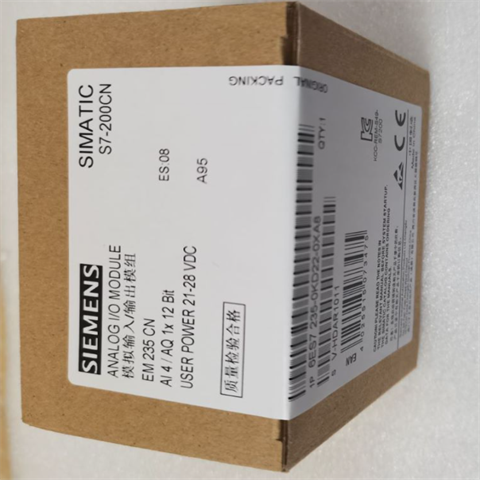 SIEMENS
SIMATIC
S7-200CN
ANALOG I/O MODULE
模拟输入/输出模组
EM 235 CN
AI 4 / AQ 1x 12 Bit
USER POWER 21-28 VDC
ES:08
A95
质量检验合格
ORIGINAL PACKING
QTY:1
1P 6ES7 235-0KD22-0XA8
EAN
CE